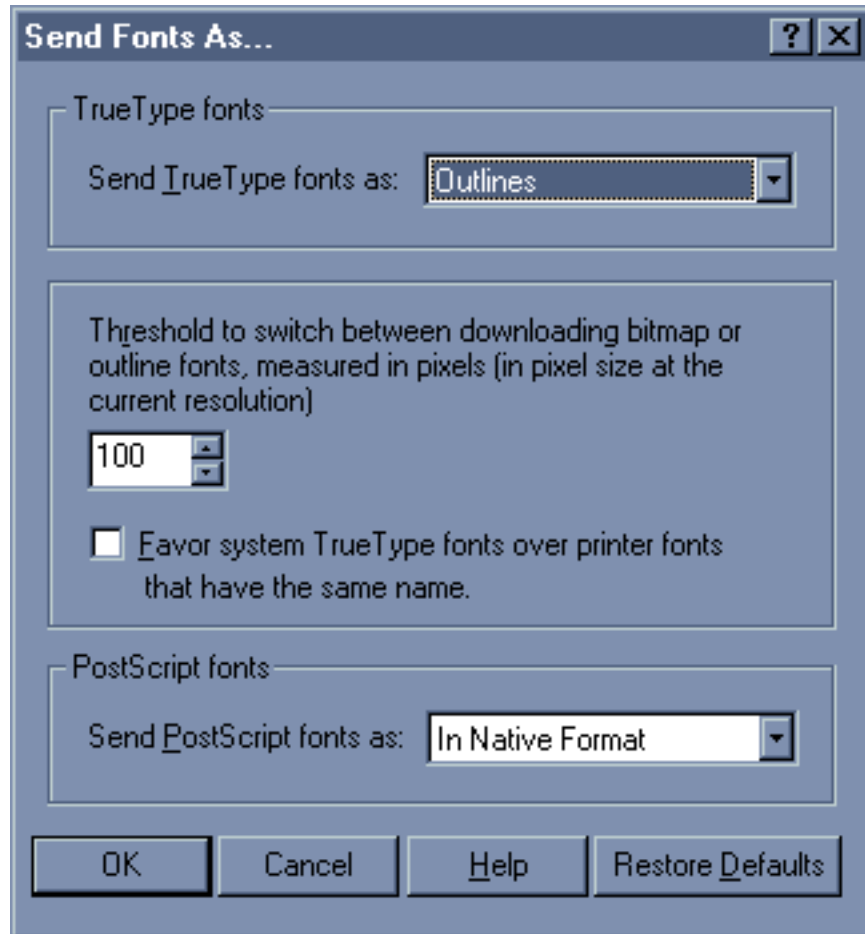 Send Fonts As...
TrueType fonts
Send TrueType fonts as: Outlines
Threshold to switch between downloading bitmap or
outline fonts, measured in pixels (in pixel size at the
current resolution)
100
Favor system TrueType fonts over printer fonts
that have the same name.
PostScript fonts
Send PostScript fonts as: In Native Format
OK Cancel Help Restore Defaults